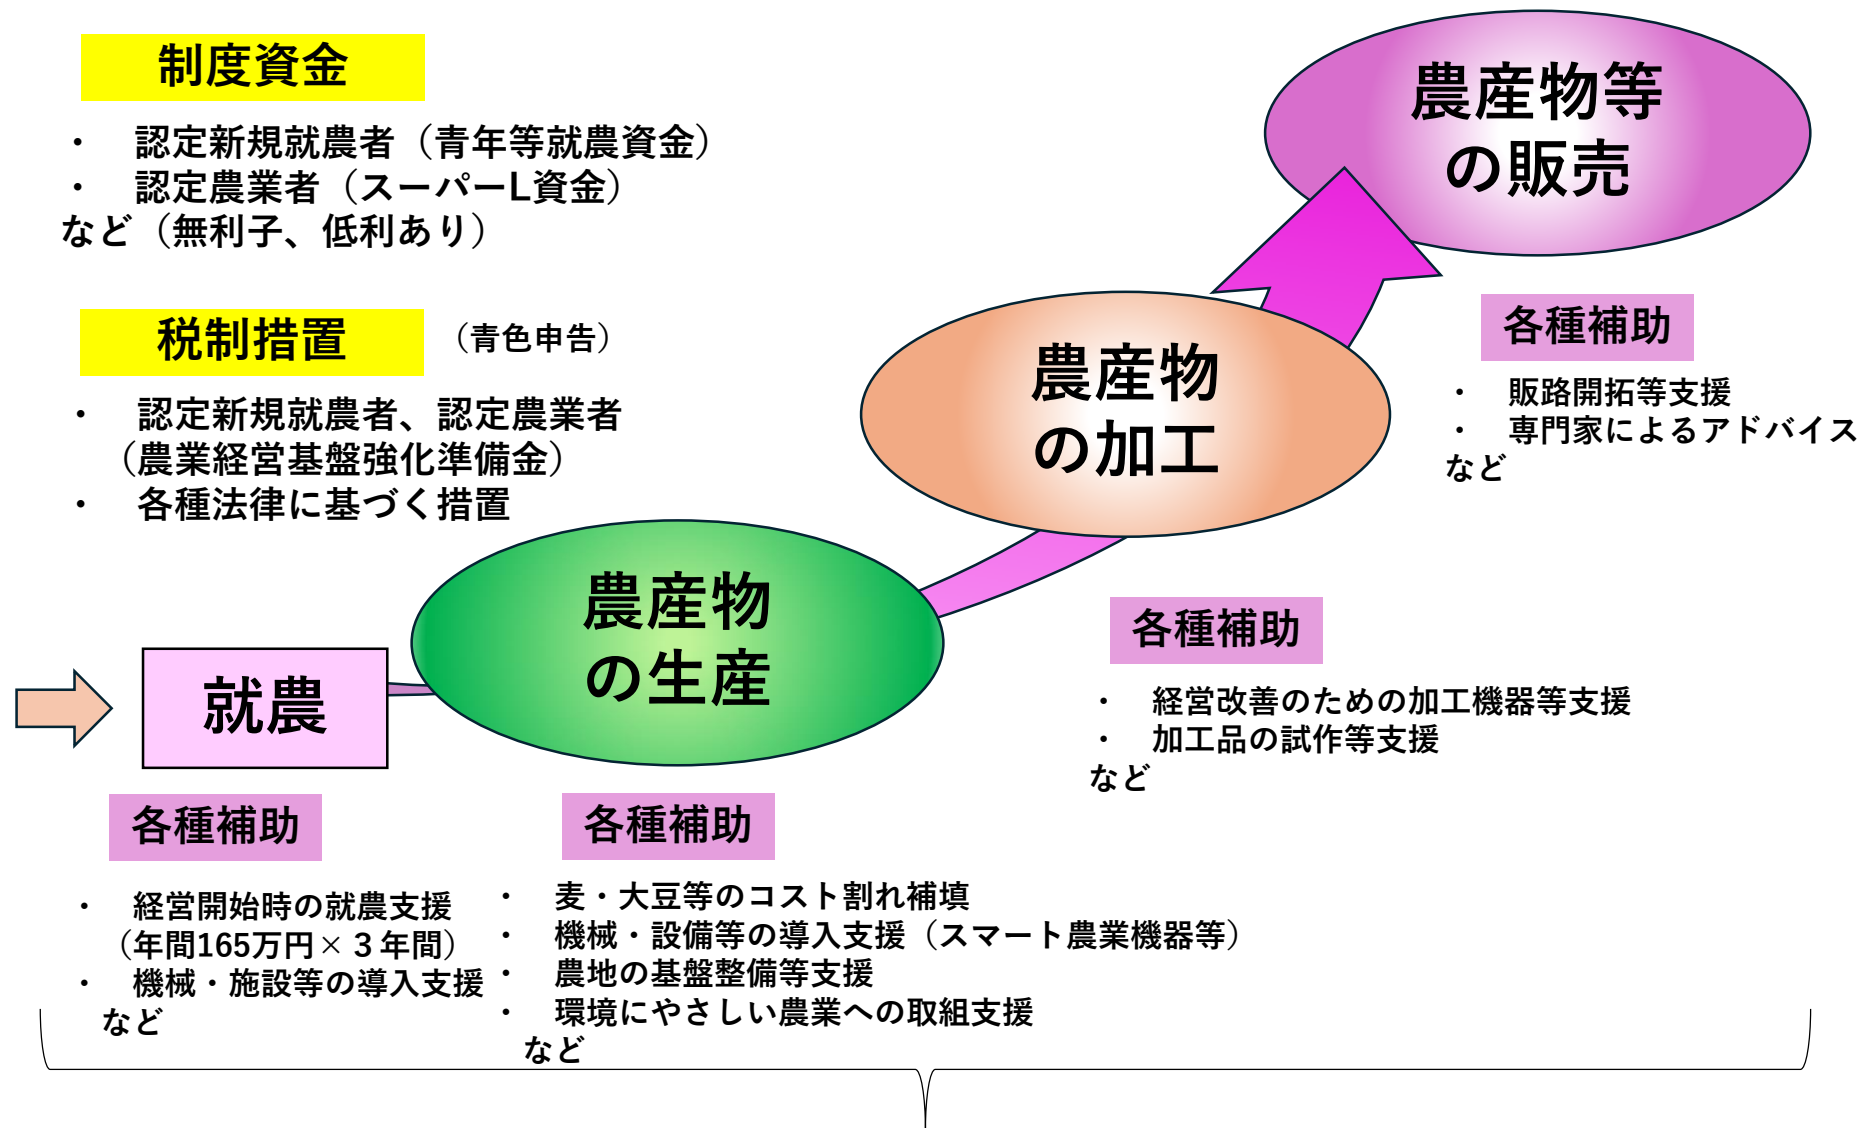 制度資金
・　認定新規就農者（青年等就農資金）
・　認定農業者（スーパーL資金）
など（無利子、低利あり）
税制措置
（青色申告）
・　認定新規就農者、認定農業者
（農業経営基盤強化準備金）
・　各種法律に基づく措置
就農
農産物
の生産
農産物
の加工
農産物等
の販売
各種補助
・　経営開始時の就農支援
（年間165万円×３年間）
・　機械・施設等の導入支援
など
各種補助
・　麦・大豆等のコスト割れ補填
・　機械・設備等の導入支援（スマート農業機器等）
・　農地の基盤整備等支援
・　環境にやさしい農業への取組支援
など
各種補助
・　経営改善のための加工機器等支援
・　加工品の試作等支援
など
各種補助
・　販路開拓等支援
・　専門家によるアドバイス
など